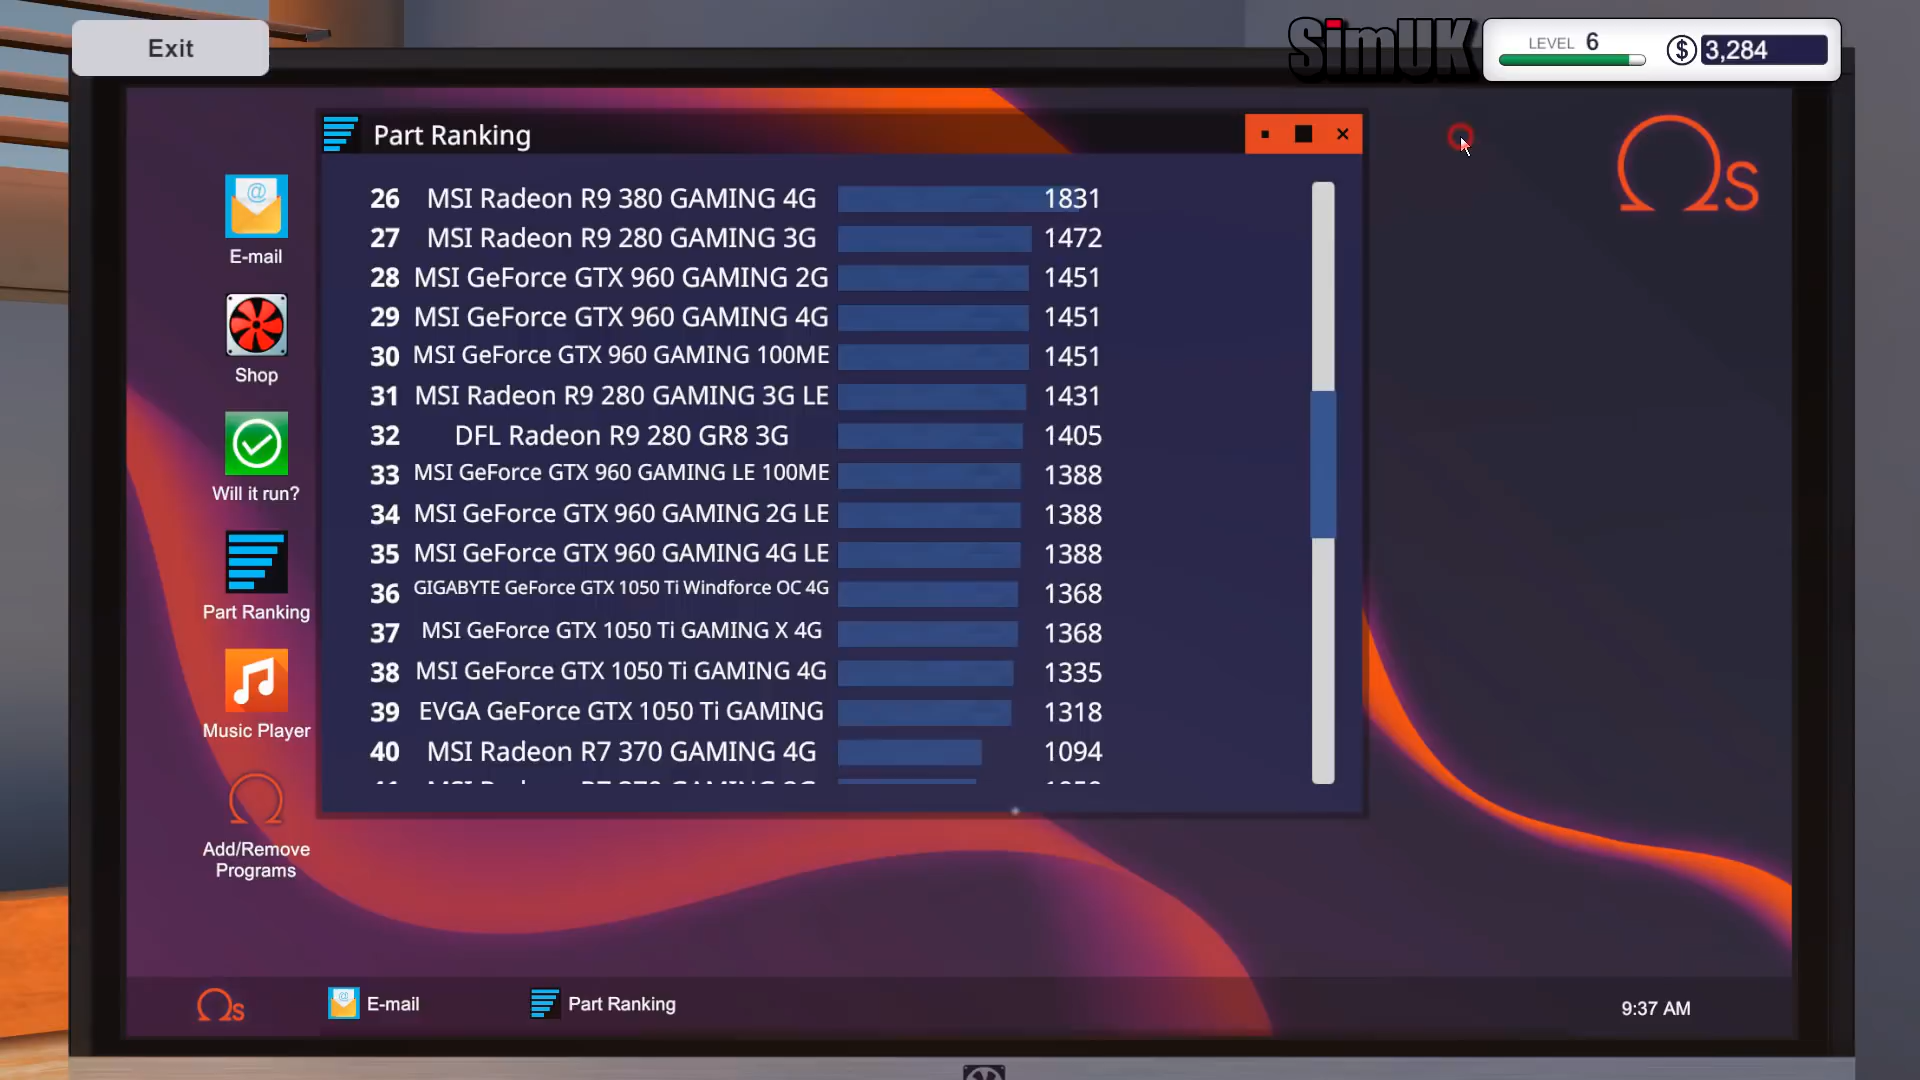 Exit
SimUK
LEVEL 6
$ 3,284
Part Ranking
26 MSI Radeon R9 380 GAMING 4G 1831
27 MSI Radeon R9 280 GAMING 3G 1472
28 MSI GeForce GTX 960 GAMING 2G 1451
29 MSI GeForce GTX 960 GAMING 4G 1451
30 MSI GeForce GTX 960 GAMING 100ME 1451
31 MSI Radeon R9 280 GAMING 3G LE 1431
32 DFL Radeon R9 280 GR8 3G 1405
33 MSI GeForce GTX 960 GAMING LE 100ME 1388
34 MSI GeForce GTX 960 GAMING 2G LE 1388
35 MSI GeForce GTX 960 GAMING 4G LE 1388
36 GIGABYTE GeForce GTX 1050 Ti Windforce OC 4G 1368
37 MSI GeForce GTX 1050 Ti GAMING X 4G 1368
38 MSI GeForce GTX 1050 Ti GAMING 4G 1335
39 EVGA GeForce GTX 1050 Ti GAMING 1318
40 MSI Radeon R7 370 GAMING 4G 1094
E-mail
Shop
Will it run?
Part Ranking
Music Player
Add/Remove
Programs
Ωs
Ωs
E-mail
Part Ranking
9:37 AM